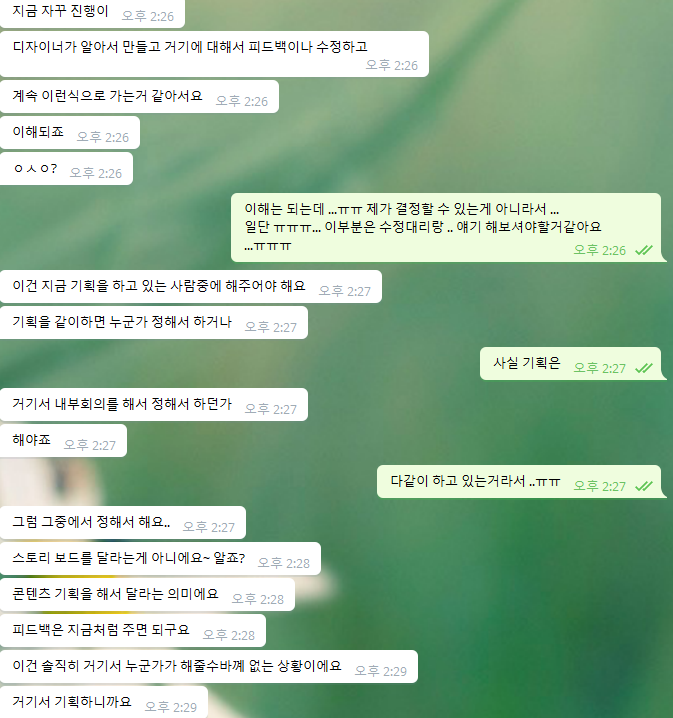 지금 자꾸 진행이 오후 2:26
디자이너가 알아서 만들고 거기에 대해서 피드백이나 수정하고
오후 2:26
계속 이런식으로 가는거 같아서요 오후 2:26
이해되죠 오후 2:26
ㅇㅅㅇ? 오후 2:26
이해는 되는데 ...ㅠㅠ 제가 결정할 수 있는게 아니라서 ...
일단 ㅠㅠㅠ... 이부분은 수정대리랑 .. 얘기 해보셔야할거같아요
...ㅠㅠㅠ 오후 2:26
이건 지금 기획을 하고 있는 사람중에 해주어야 해요 오후 2:27
기획을 같이하면 누군가 정해서 하거나 오후 2:27
사실 기획은 오후 2:27
거기서 내부회의를 해서 정해서 하던가 오후 2:27
해야죠 오후 2:27
다같이 하고 있는거라서 ..ㅠㅠ 오후 2:27
그럼 그중에서 정해서 해요.. 오후 2:27
스토리 보드를 달라는게 아니에요~ 알죠? 오후 2:28
콘텐츠 기획을 해서 달라는 의미에요 오후 2:28
피드백은 지금처럼 주면 되구요 오후 2:28
이건 솔직히 거기서 누군가가 해줄수바꼐 없는 상황이에요 오후 2:29
거기서 기획하니까요 오후 2:29